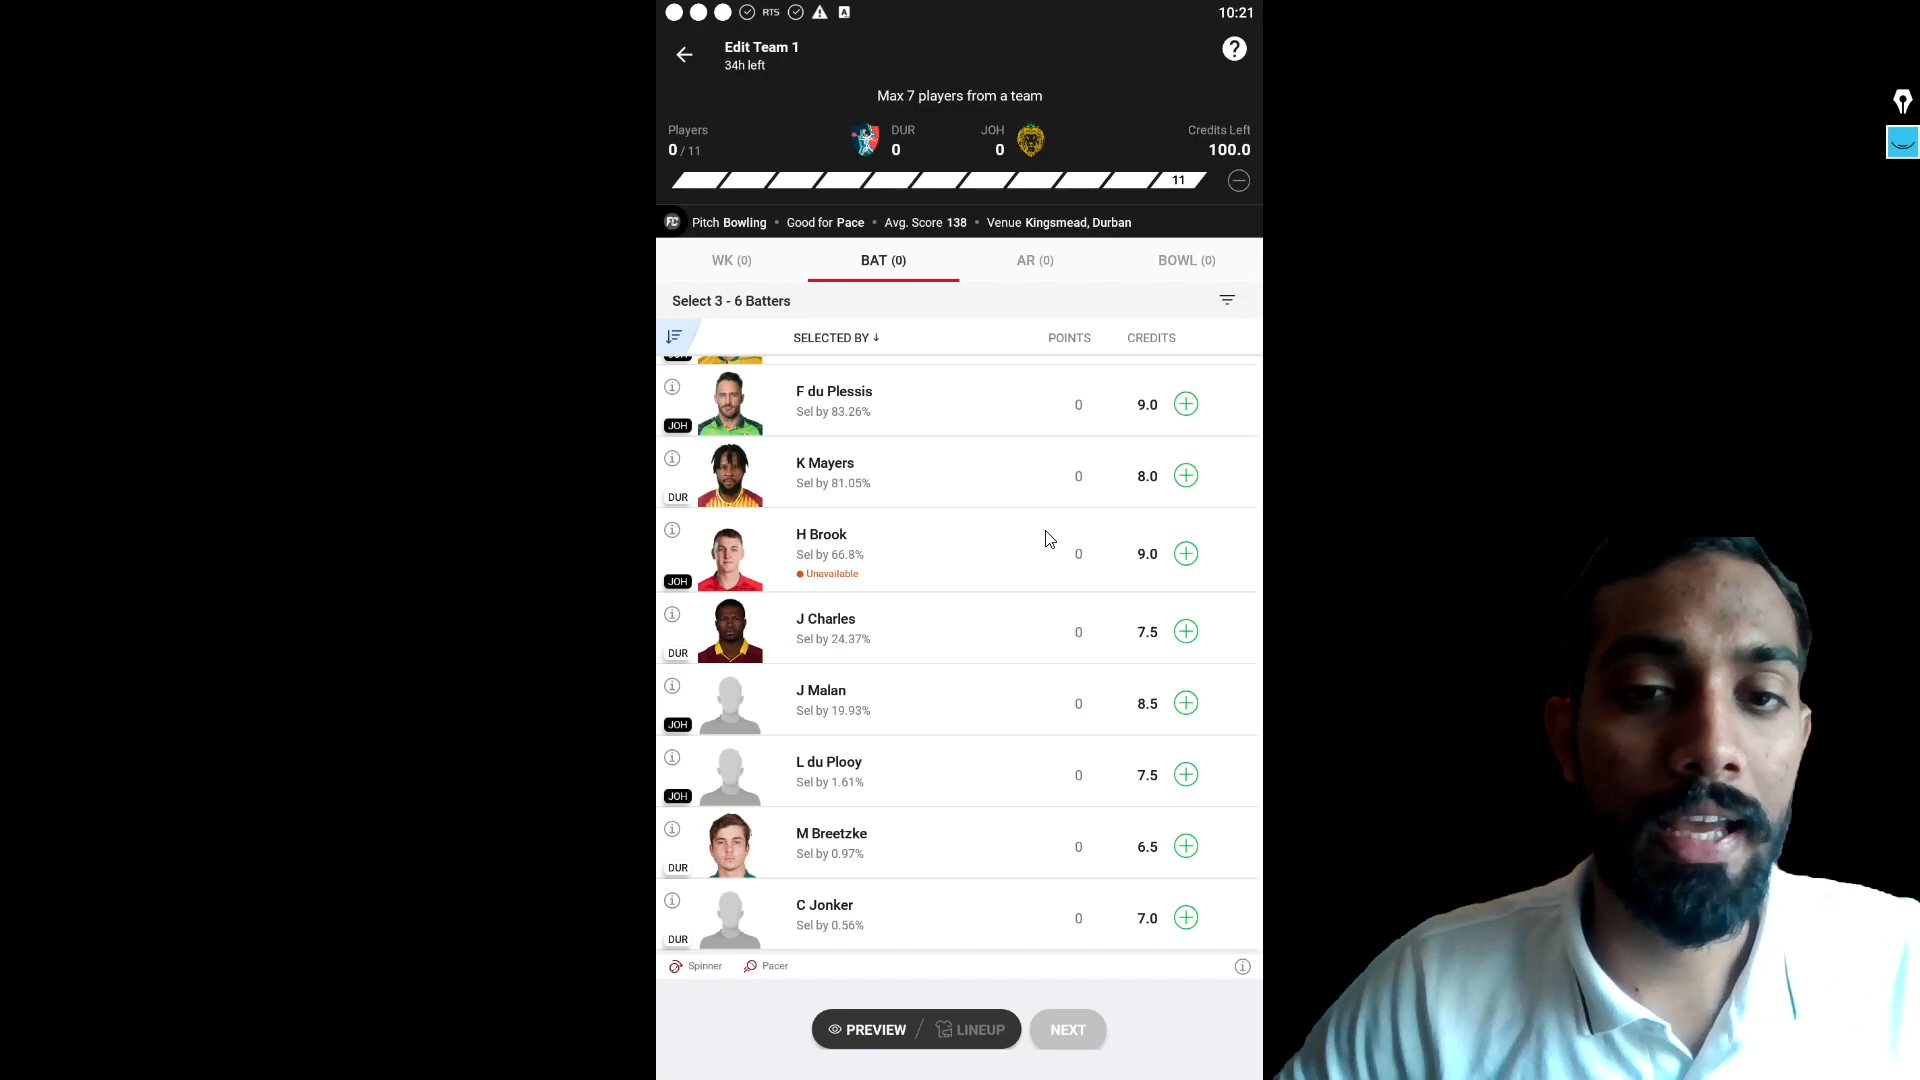 RTS A 10:21
Edit Team 1
34h left
?
Max 7 players from a team
Players DUR JOH Credits Left
0 / 11 0 0 100.0
11
FC Pitch Bowling • Good for Pace • Avg. Score 138 • Venue Kingsmead, Durban
WK (0) BAT (0) AR (0) BOWL (0)
Select 3 - 6 Batters
SELECTED BY ↓ POINTS CREDITS
F du Plessis
Sel by 83.26% 0 9.0
JOH
K Mayers
Sel by 81.05% 0 8.0
DUR
H Brook
Sel by 66.8% 0 9.0
Unavailable
JOH
J Charles
Sel by 24.37% 0 7.5
DUR
J Malan
Sel by 19.93% 0 8.5
JOH
L du Plooy
Sel by 1.61% 0 7.5
JOH
M Breetzke
Sel by 0.97% 0 6.5
DUR
C Jonker
Sel by 0.56% 0 7.0
DUR
Spinner Pacer
PREVIEW / LINEUP NEXT